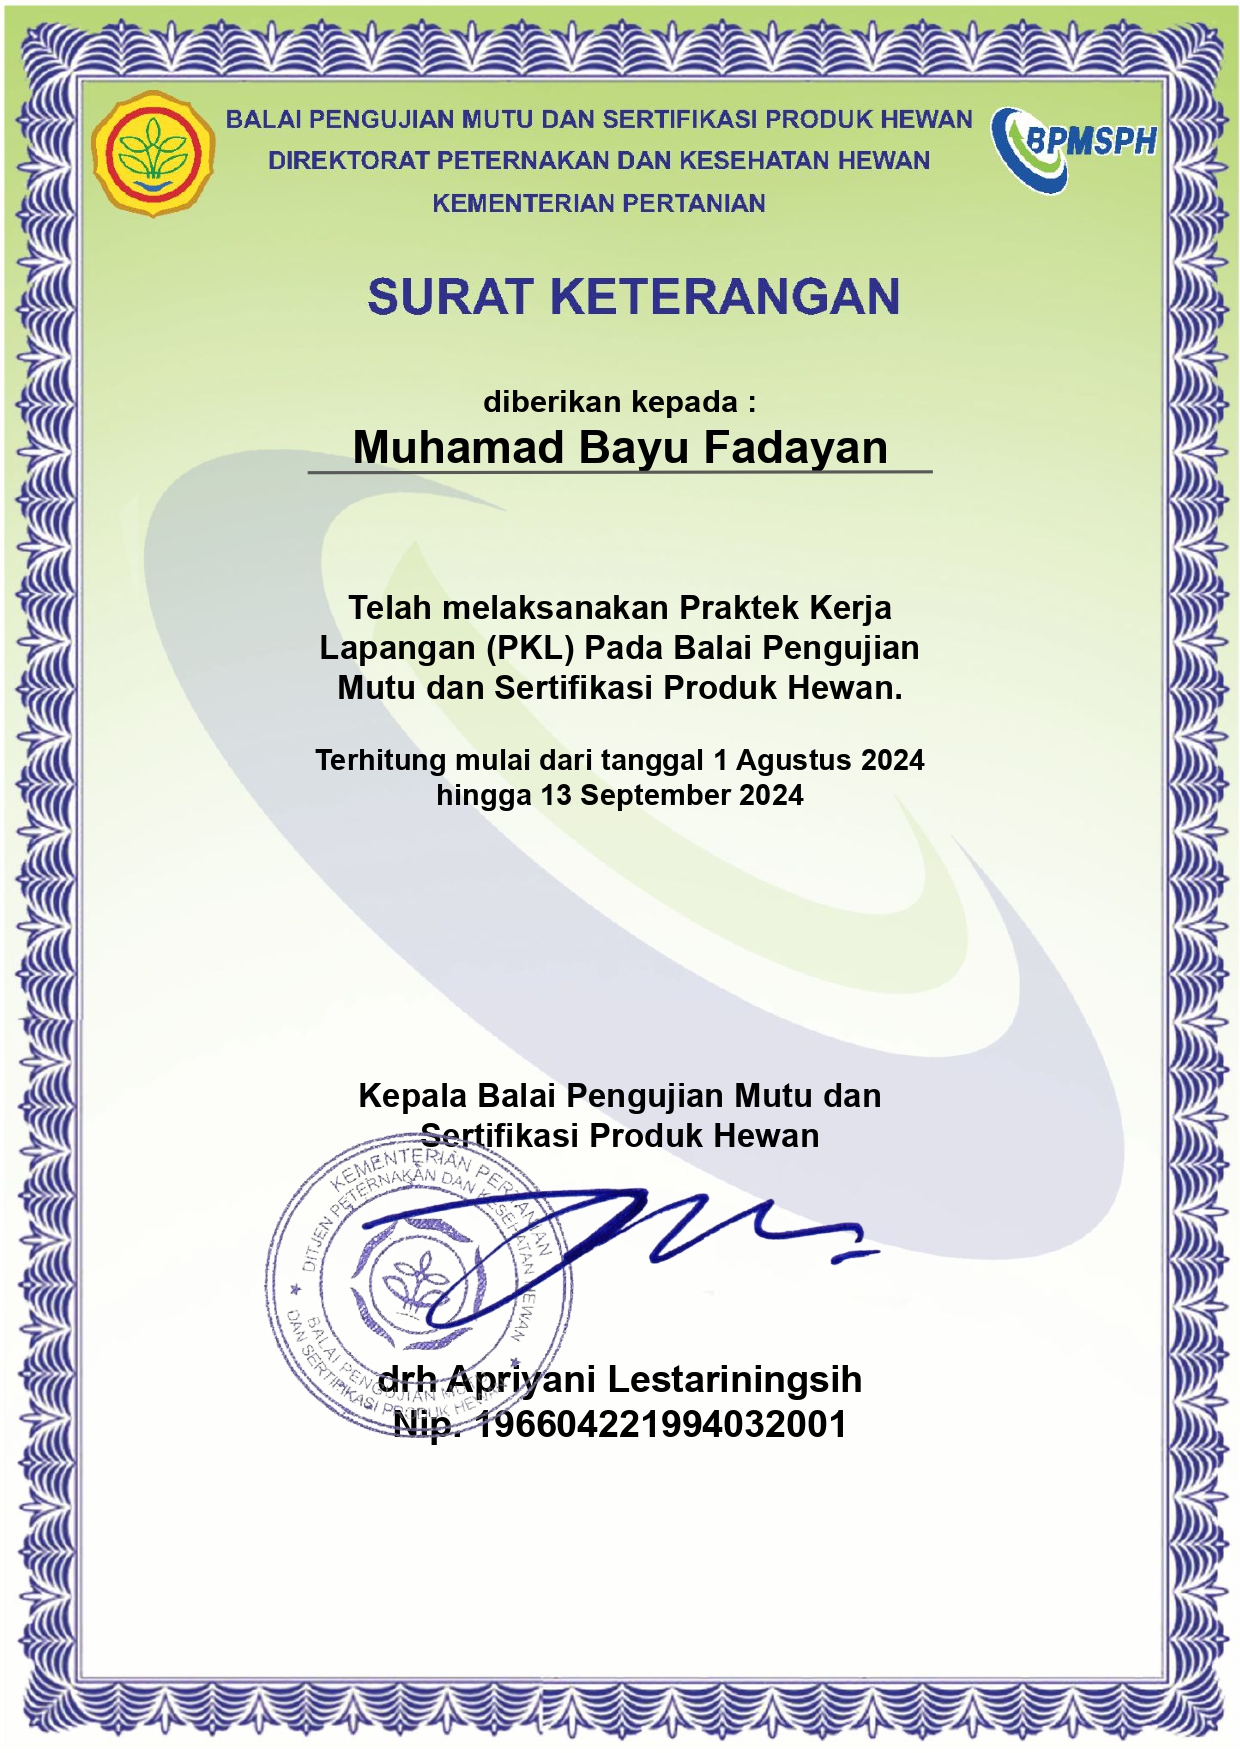 BALAI PENGUJIAN MUTU DAN SERTIFIKASI PRODUK HEWAN
DIREKTORAT PETERNAKAN DAN KESEHATAN HEWAN
KEMENTERIAN PERTANIAN
BPMSPH
SURAT KETERANGAN
diberikan kepada :
Muhamad Bayu Fadayan
Telah melaksanakan Praktek Kerja
Lapangan (PKL) Pada Balai Pengujian
Mutu dan Sertifikasi Produk Hewan.
Terhitung mulai dari tanggal 1 Agustus 2024
hingga 13 September 2024
Kepala Balai Pengujian Mutu dan
Sertifikasi Produk Hewan
KEMENTERIAN PERTANIAN
DITJEN PETERNAKAN DAN KESEHATAN HEWAN
BALAI PENGUJIAN MUTU
DAN SERTIFIKASI PRODUK HEWAN
drh Apriyani Lestariningsih
Nip. 196604221994032001